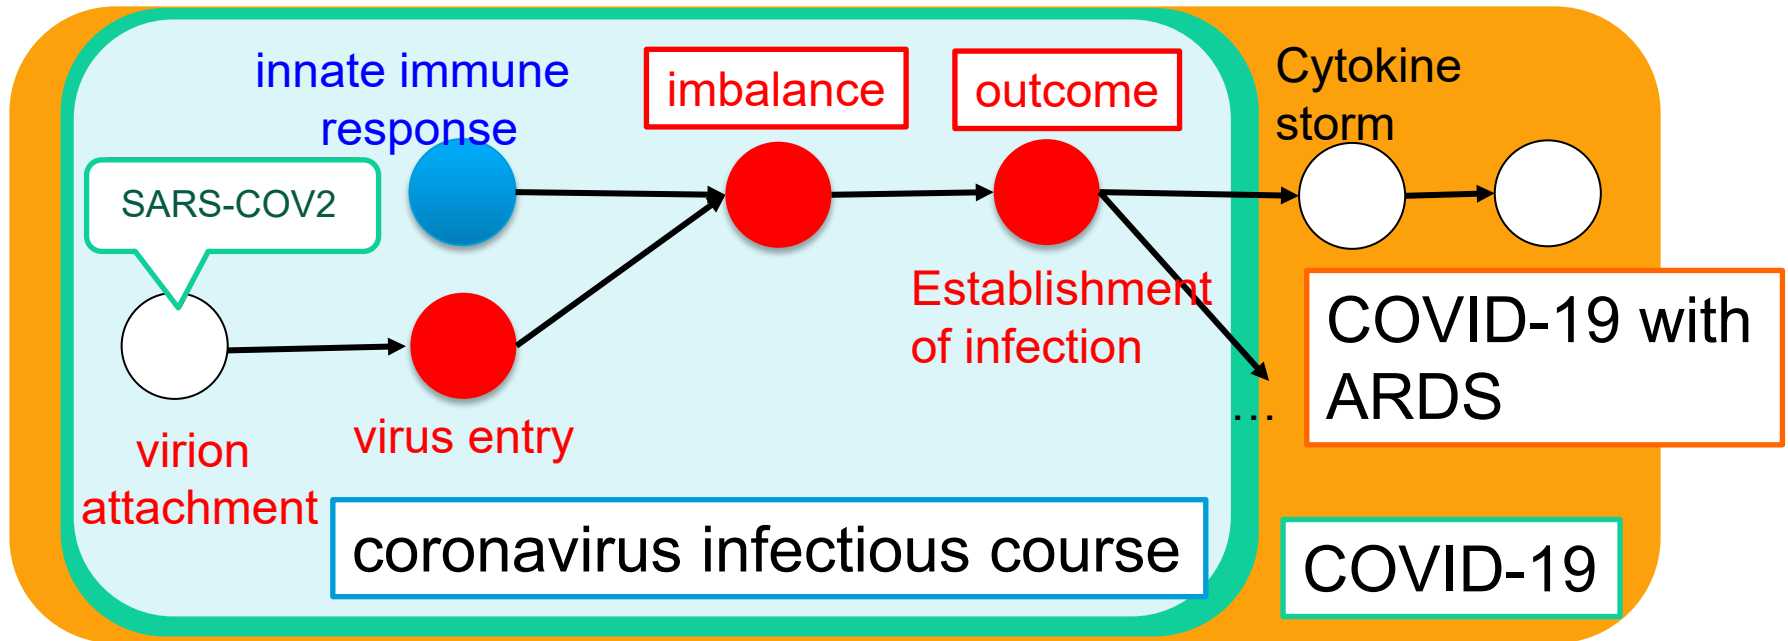 innate immune
response
imbalance
outcome
Cytokine
storm
SARS-COV2
Establishment
of infection
COVID-19 with
ARDS
...
virion
attachment
virus entry
coronavirus infectious course
COVID-19